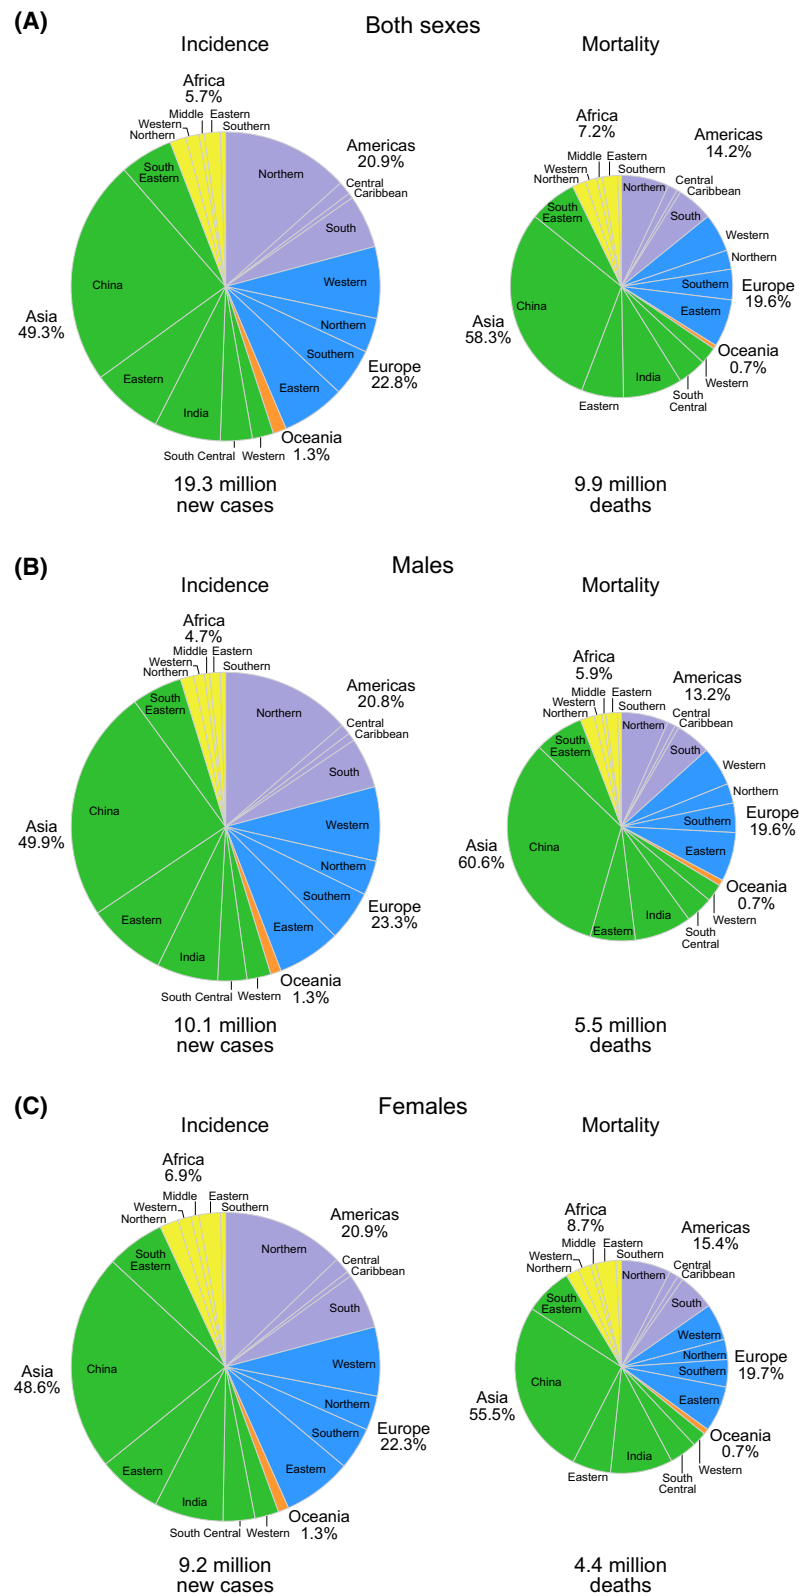 (A)
Both sexes
Incidence
Mortality
Africa
5.7%
Middle
Eastern
Western
Northern
Southern
Americas
20.9%
Northern
Central
Caribbean
South
South
Eastern
China
Western
Northern
Southern
Asia
49.3%
Europe
22.8%
Eastern
Eastern
India
Oceania
1.3%
South Central
Western
19.3 million
new cases
Africa
7.2%
Middle
Eastern
Western
Northern
Southern
Americas
14.2%
Northern
Central
Caribbean
South
Eastern
South
Western
Northern
China
Southern
Europe
19.6%
Asia
58.3%
Eastern
Oceania
0.7%
India
Western
South
Central
Eastern
9.9 million
deaths
(B)
Males
Incidence
Mortality
Africa
4.7%
Middle
Eastern
Western
Northern
Southern
Americas
20.8%
South
Eastern
Northern
Central
Caribbean
South
China
Asia
49.9%
Western
Northern
Southern
Europe
23.3%
Eastern
Eastern
India
Oceania
1.3%
South Central
Western
10.1 million
new cases
Africa
5.9%
Middle
Eastern
Western
Northern
Southern
Americas
13.2%
Northern
Central
Caribbean
South
Eastern
South
Western
Northern
Europe
19.6%
Southern
Asia
60.6%
China
Eastern
Oceania
0.7%
India
Western
South
Central
Eastern
5.5 million
deaths
(C)
Females
Incidence
Mortality
Africa
6.9%
Middle
Eastern
Western
Northern
Southern
Americas
20.9%
South
Eastern
Northern
Central
Caribbean
South
China
Western
Asia
48.6%
Northern
Southern
Europe
22.3%
Eastern
Eastern
India
Oceania
1.3%
South Central
Western
9.2 million
new cases
Africa
8.7%
Middle
Eastern
Western
Northern
Southern
Americas
15.4%
Northern
Central
Caribbean
South
Eastern
South
Western
Northern
Europe
19.7%
Southern
China
Asia
55.5%
Eastern
Oceania
0.7%
India
Western
South
Central
Eastern
4.4 million
deaths